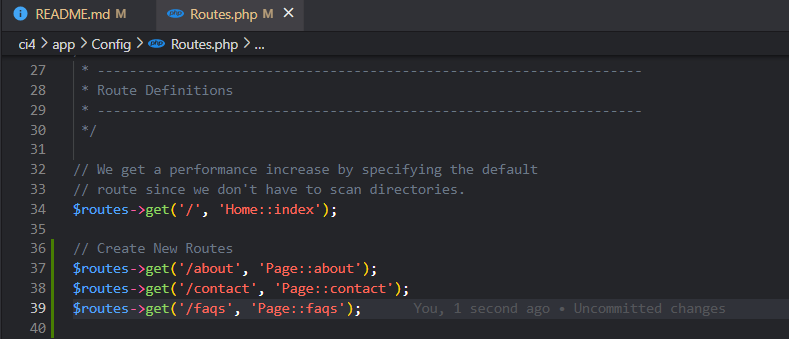 README.md M
Routes.php M
ci4 > app > Config > Routes.php > ...
27 * -------------------------------------------------------------------
28 * Route Definitions
29 * -------------------------------------------------------------------
30 */
31
32 // We get a performance increase by specifying the default
33 // route since we don't have to scan directories.
34 $routes->get('/', 'Home::index');
35
36 // Create New Routes
37 $routes->get('/about', 'Page::about');
38 $routes->get('/contact', 'Page::contact');
39 $routes->get('/faqs', 'Page::faqs'); You, 1 second ago • Uncommitted changes
40